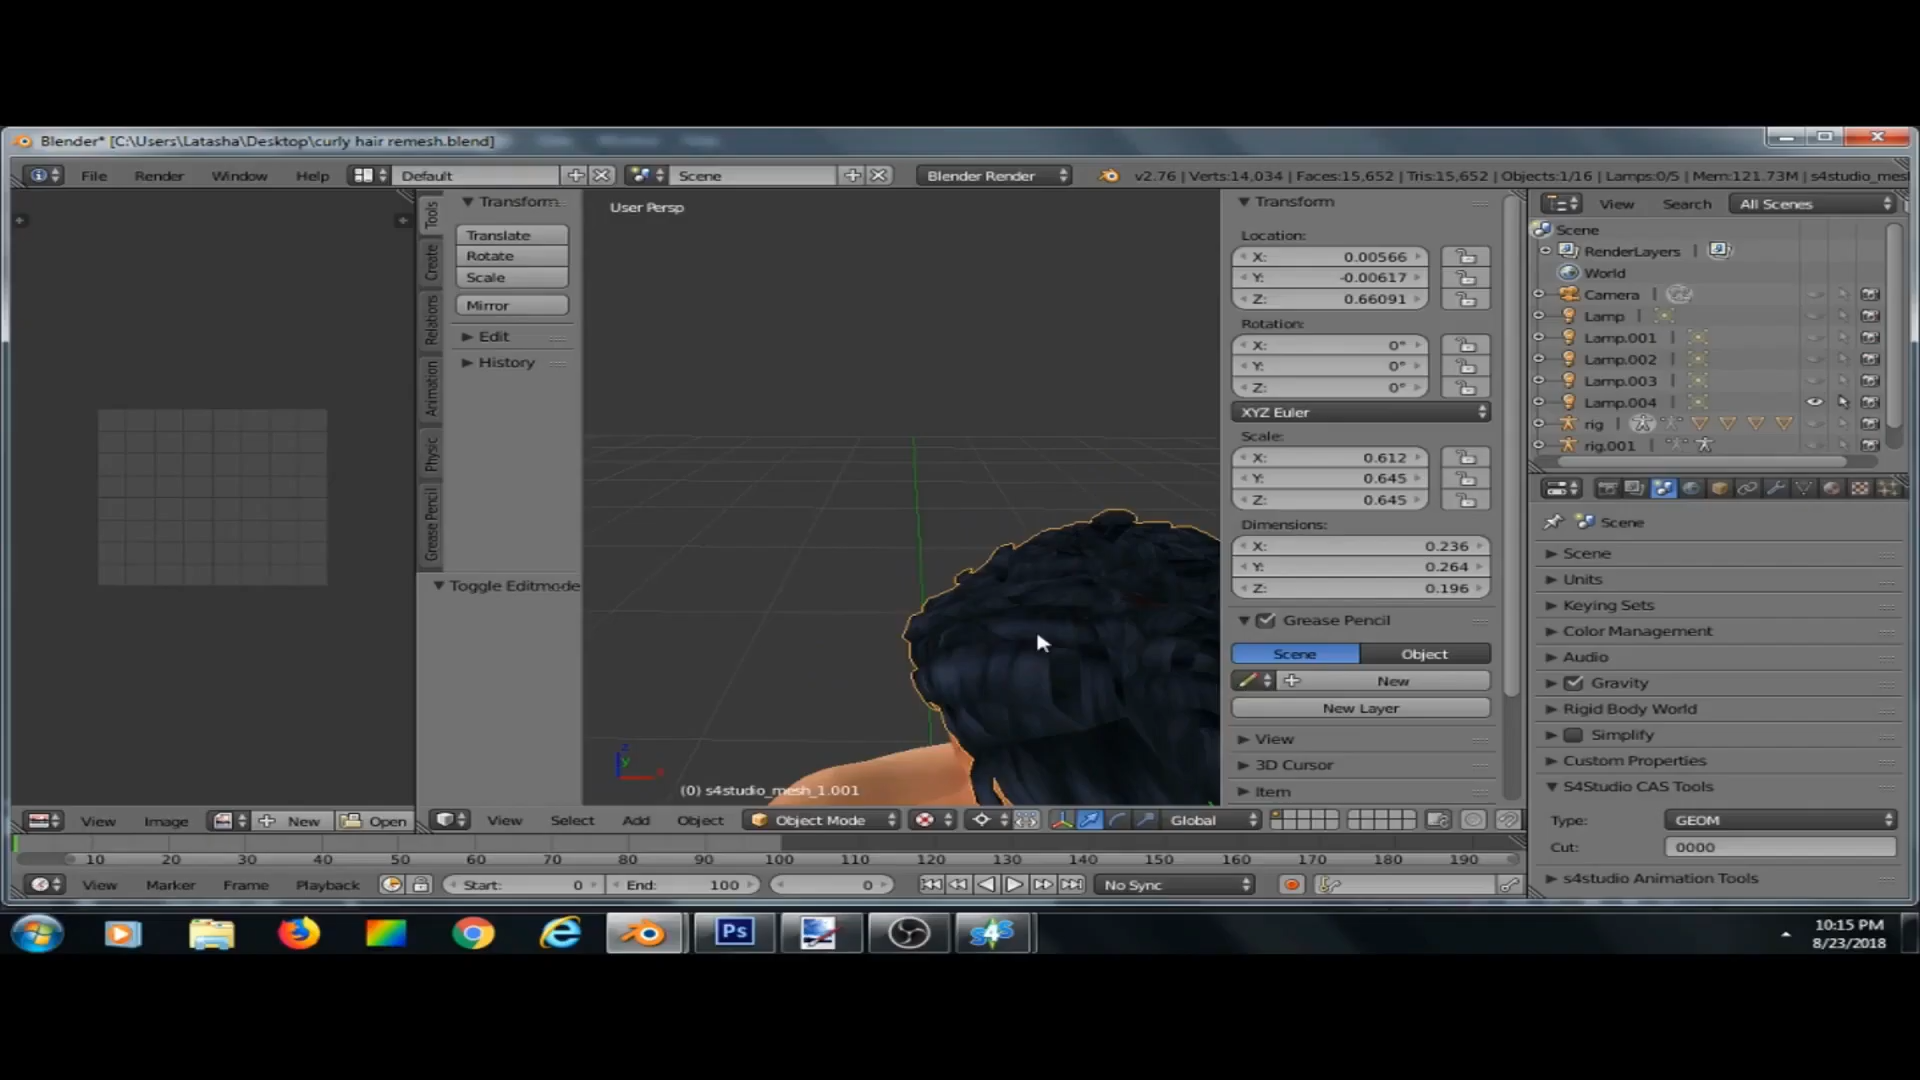 Blender* [C:\Users\Latasha\Desktop\curly hair remesh.blend]
File Render Window Help Default Scene Blender Render v2.76 | Verts:14,034 | Faces:15,652 | Tris:15,652 | Objects:1/16 | Lamps:0/5 | Mem:121.73M | s4studio_mes
Tools
Create
Relations
Animation
Physic
Grease Pencil
Transform
Translate
Rotate
Scale
Mirror
Edit
History
Toggle Editmode
User Persp
(0) s4studio_mesh_1.001
Transform
Location:
X: 0.00566
Y: -0.00617
Z: 0.66091
Rotation:
X: 0°
Y: 0°
Z: 0°
XYZ Euler
Scale:
X: 0.612
Y: 0.645
Z: 0.645
Dimensions:
X: 0.236
Y: 0.264
Z: 0.196
Grease Pencil
Scene Object
New
New Layer
View
3D Cursor
Item
View Search All Scenes
Scene
RenderLayers |
World
Camera |
Lamp |
Lamp.001 |
Lamp.002 |
Lamp.003 |
Lamp.004 |
rig |
rig.001 |
Scene
Scene
Units
Keying Sets
Color Management
Audio
Gravity
Rigid Body World
Simplify
Custom Properties
S4Studio CAS Tools
Type: GEOM
Cut: 0000
s4studio Animation Tools
View Image New Open View Select Add Object Object Mode Global
10 20 30 40 50 60 70 80 90 100 110 120 130 140 150 160 170 180 190
View Marker Frame Playback Start: 0 End: 100 0 No Sync
Ps
S4S
10:15 PM
8/23/2018
z
y
x